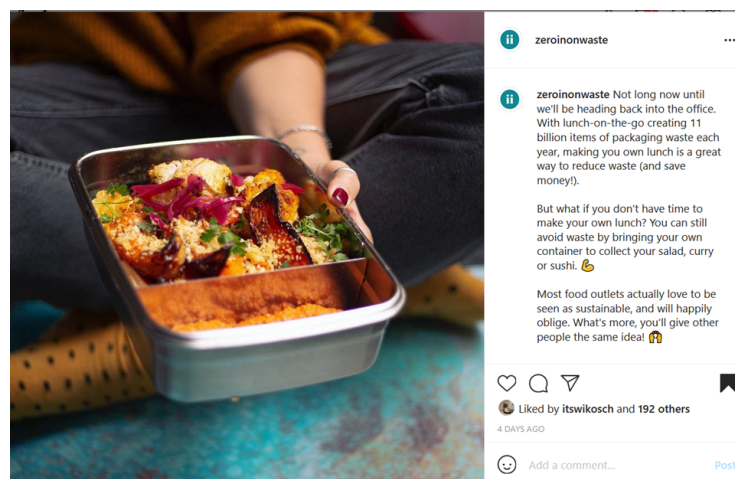 zeroinonwaste
zeroinonwaste Not long now until
we'll be heading back into the office.
With lunch-on-the-go creating 11
billion items of packaging waste each
year, making you own lunch is a great
way to reduce waste (and save
money!).
But what if you don't have time to
make your own lunch? You can still
avoid waste by bringing your own
container to collect your salad, curry
or sushi. 💪
Most food outlets actually love to be
seen as sustainable, and will happily
oblige. What's more, you'll give other
people the same idea! 🙌
Liked by itswikosch and 192 others
4 DAYS AGO
Add a comment...
Post